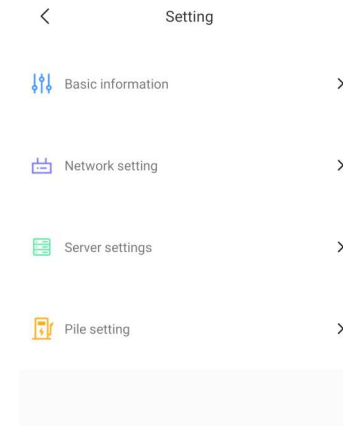 Setting
Basic information
Network setting
Server settings
Pile setting